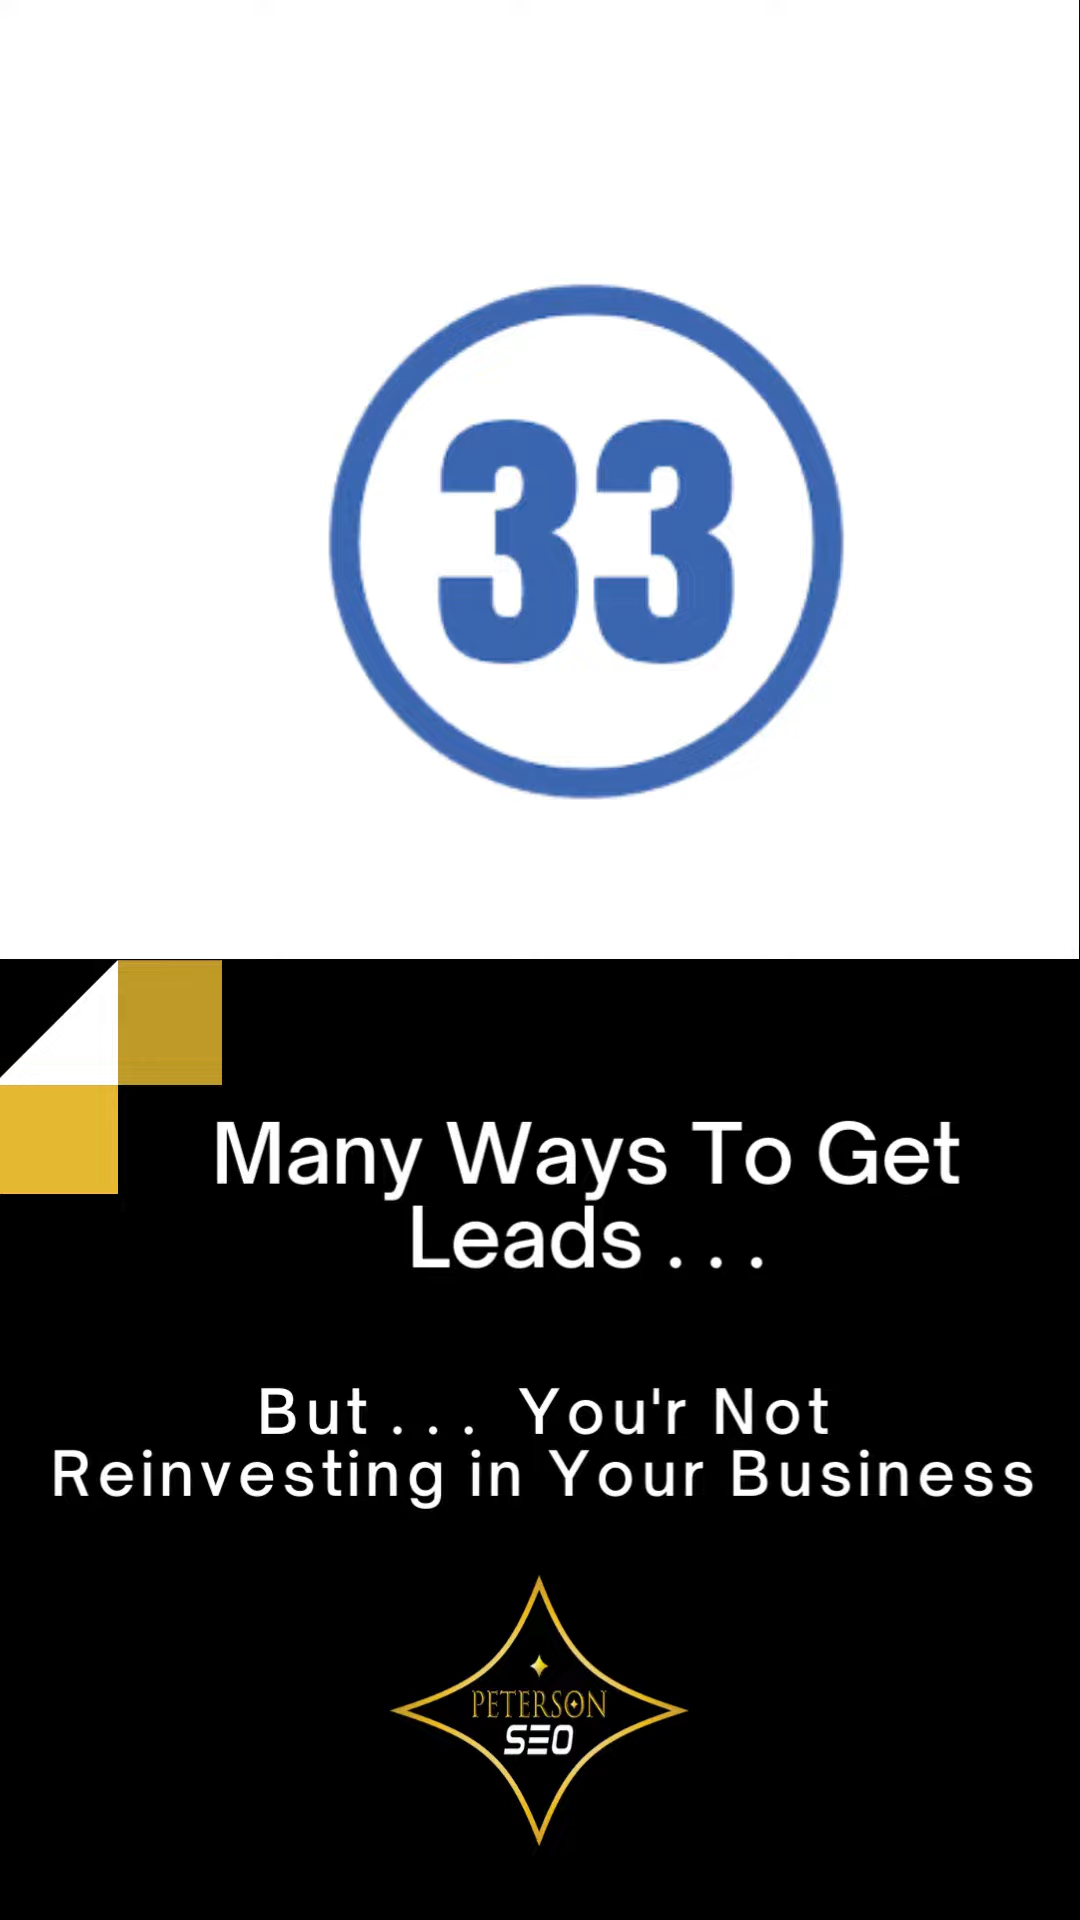 33
Many Ways To Get
Leads . . .
But . . . You'r Not
Reinvesting in Your Business
PETERSON
SEO